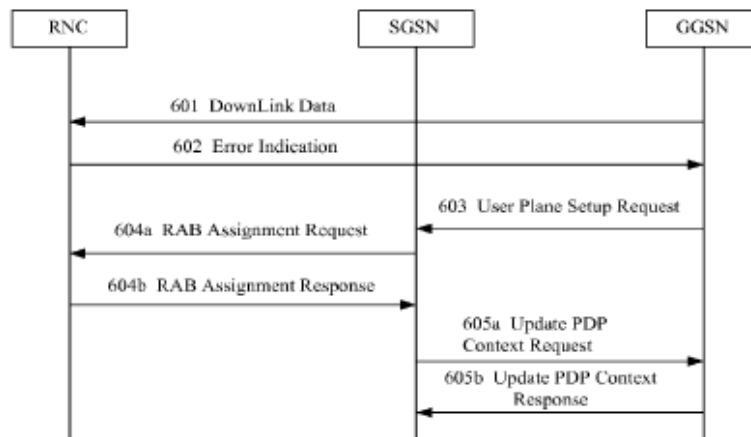 RNC
SGSN
GGSN
601 DownLink Data
602 Error Indication
603 User Plane Setup Request
604a RAB Assignment Request
604b RAB Assignment Response
605a Update PDP
Context Request
605b Update PDP Context
Response